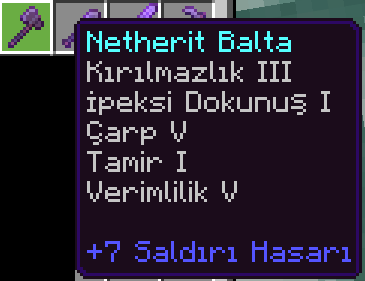 Netherit Balta
Kırılmazlık III
İpeksi Dokunuş I
Çarp V
Tamir I
Verimlilik V
+7 Saldırı Hasarı